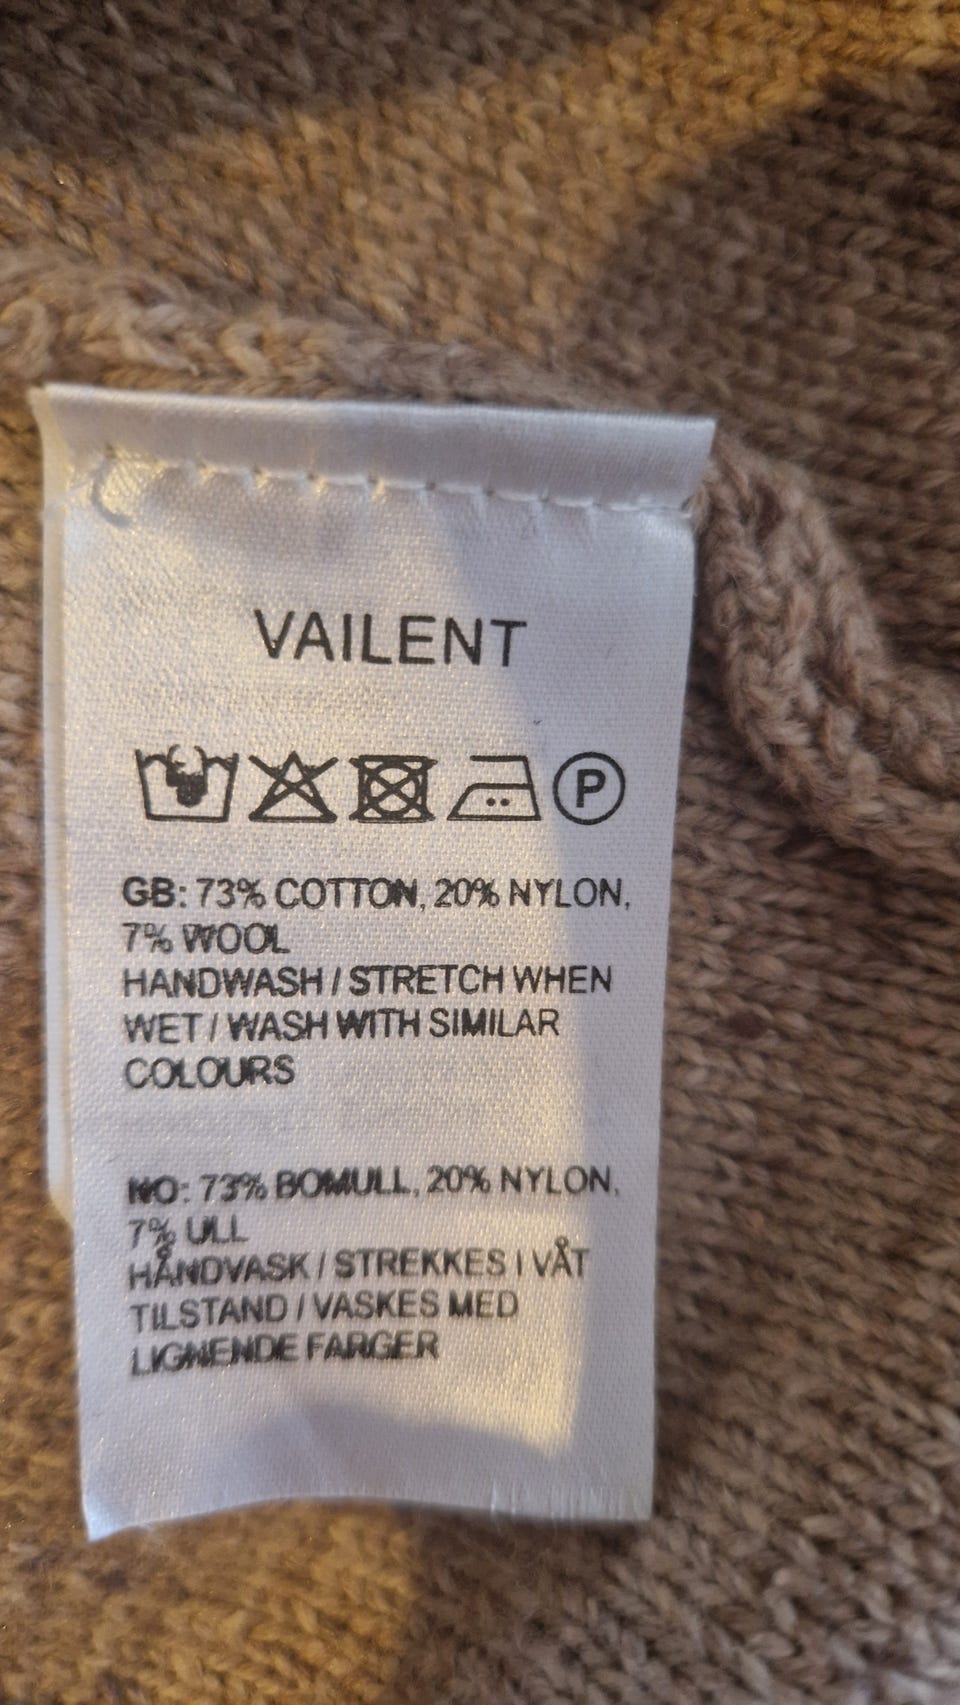 VAILENT
P
GB: 73% COTTON, 20% NYLON,
7% WOOL
HANDWASH / STRETCH WHEN
WET / WASH WITH SIMILAR
COLOURS
NO: 73% BOMULL, 20% NYLON,
7% ULL
HÅNDVASK / STREKKES I VÅT
TILSTAND / VASKES MED
LIGNENDE FARGER